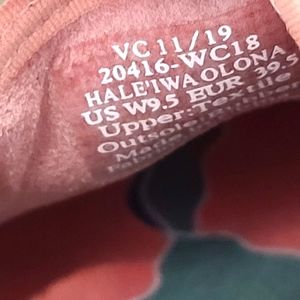 VC 11/19
20416-WC18
HALE'IWA OLONA
US W9.5 EUR 39.5
Upper: Textile
Outsole: